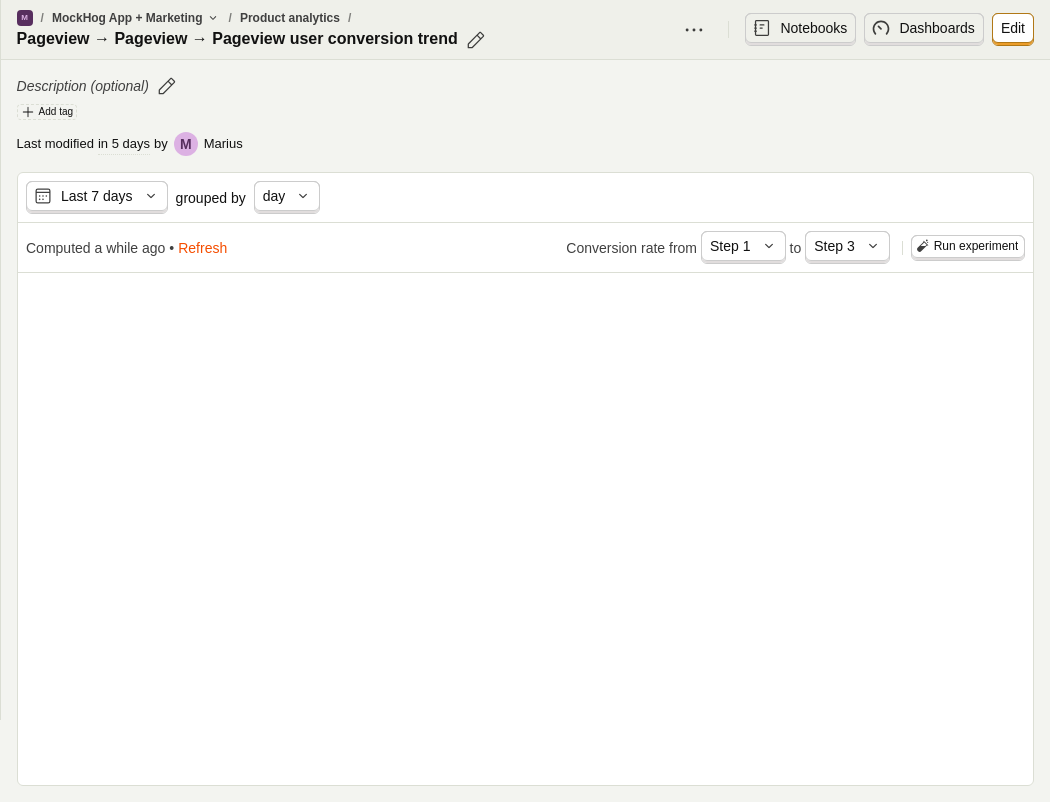 M / MockHog App + Marketing / Product analytics /
Pageview → Pageview → Pageview user conversion trend
Notebooks
Dashboards
Edit
Description (optional)
Add tag
Last modified in 5 days by M Marius
Last 7 days grouped by day
Computed a while ago • Refresh
Conversion rate from Step 1 to Step 3
Run experiment